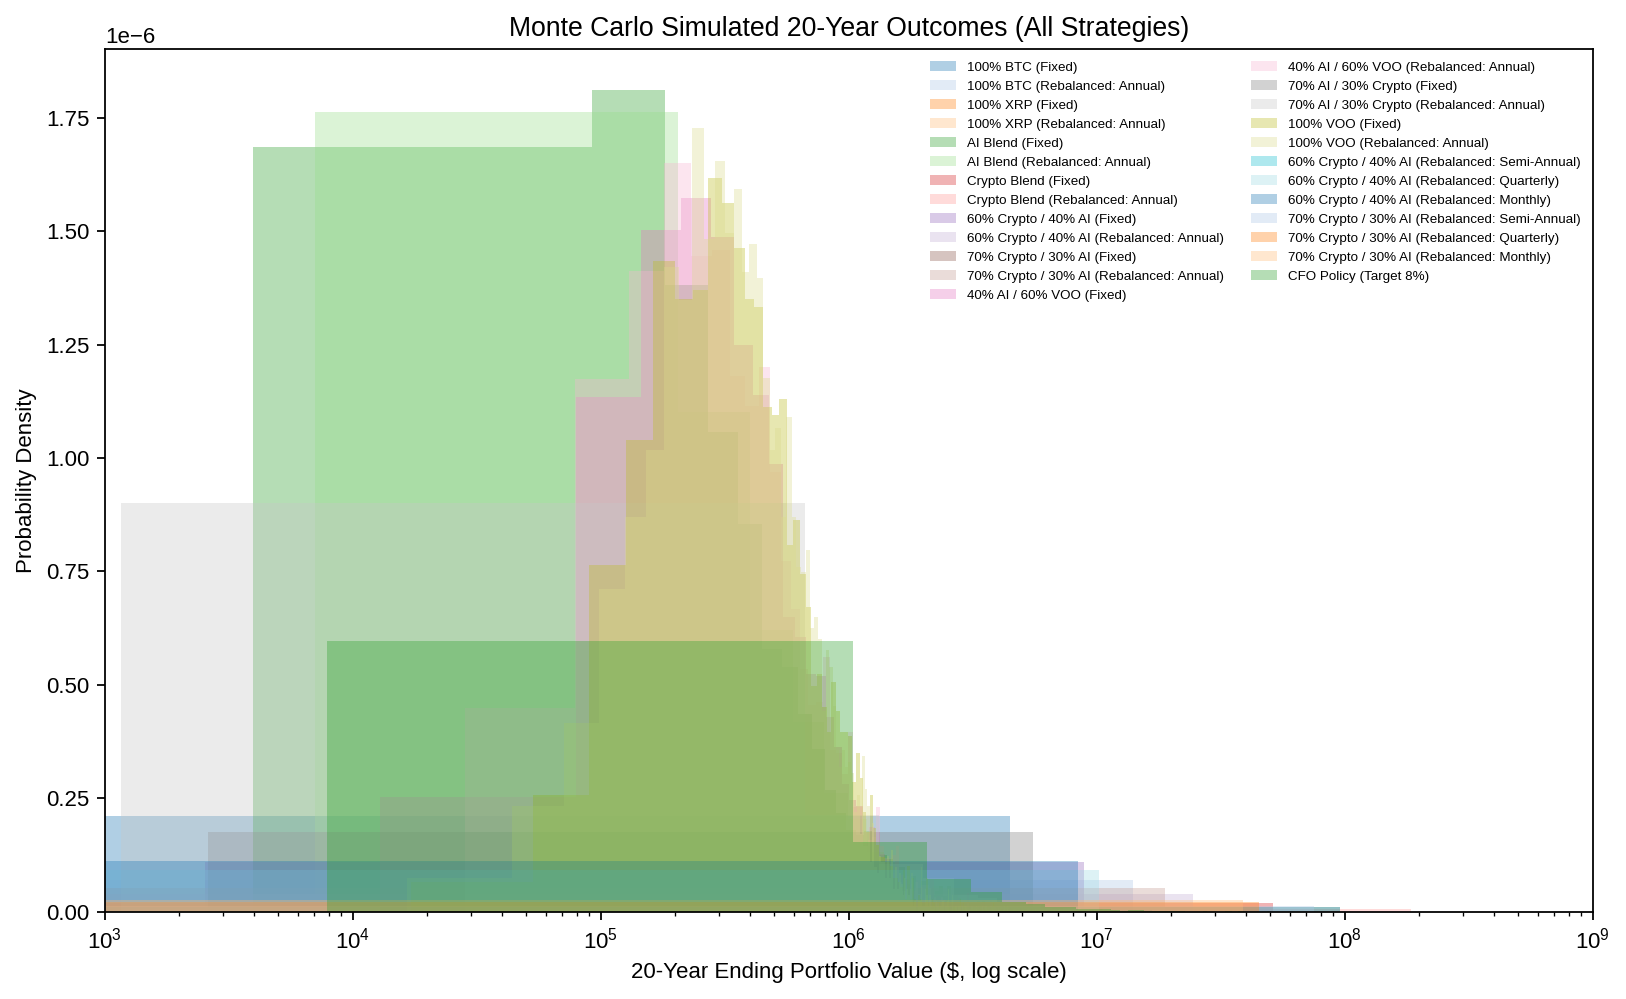 Monte Carlo Simulated 20-Year Outcomes (All Strategies)
1e−6
1.75
1.50
1.25
1.00
0.75
0.50
0.25
0.00
Probability Density
100% BTC (Fixed)
100% BTC (Rebalanced: Annual)
100% XRP (Fixed)
100% XRP (Rebalanced: Annual)
AI Blend (Fixed)
AI Blend (Rebalanced: Annual)
Crypto Blend (Fixed)
Crypto Blend (Rebalanced: Annual)
60% Crypto / 40% AI (Fixed)
60% Crypto / 40% AI (Rebalanced: Annual)
70% Crypto / 30% AI (Fixed)
70% Crypto / 30% AI (Rebalanced: Annual)
40% AI / 60% VOO (Fixed)
40% AI / 60% VOO (Rebalanced: Annual)
70% AI / 30% Crypto (Fixed)
70% AI / 30% Crypto (Rebalanced: Annual)
100% VOO (Fixed)
100% VOO (Rebalanced: Annual)
60% Crypto / 40% AI (Rebalanced: Semi-Annual)
60% Crypto / 40% AI (Rebalanced: Quarterly)
60% Crypto / 40% AI (Rebalanced: Monthly)
70% Crypto / 30% AI (Rebalanced: Semi-Annual)
70% Crypto / 30% AI (Rebalanced: Quarterly)
70% Crypto / 30% AI (Rebalanced: Monthly)
CFO Policy (Target 8%)
10³ 10⁴ 10⁵ 10⁶ 10⁷ 10⁸ 10⁹
20-Year Ending Portfolio Value ($, log scale)